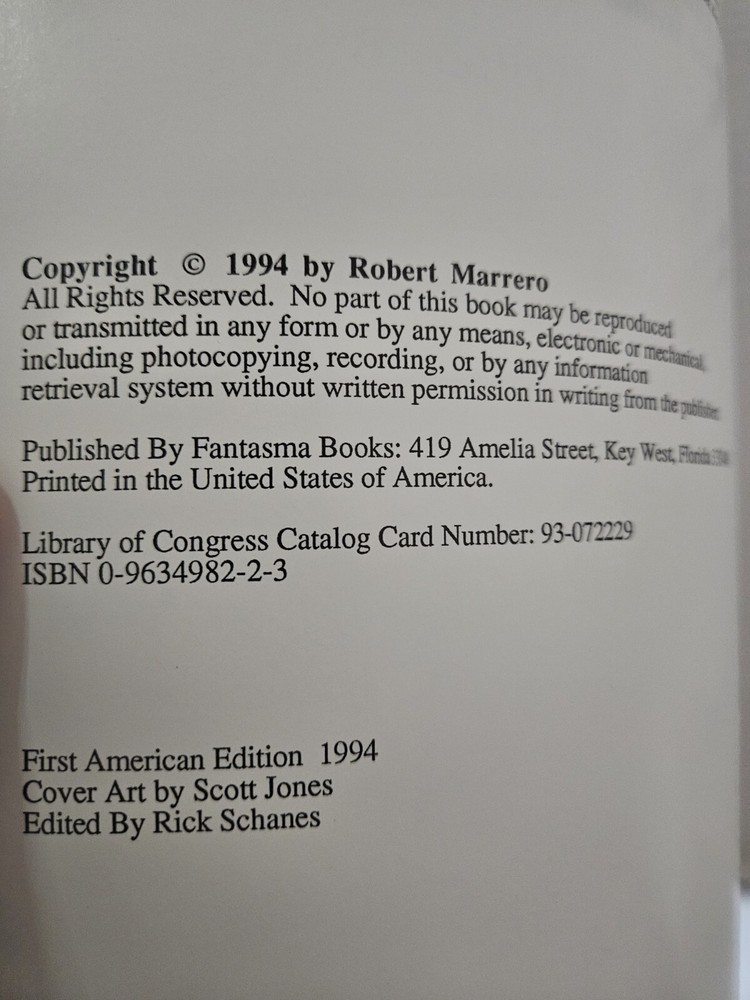 Copyright © 1994 by Robert Marrero
All Rights Reserved. No part of this book may be reproduced
or transmitted in any form or by any means, electronic or mechanical,
including photocopying, recording, or by any information
retrieval system without written permission in writing from the publisher
Published By Fantasma Books: 419 Amelia Street, Key West, Florida
Printed in the United States of America.
Library of Congress Catalog Card Number: 93-072229
ISBN 0-9634982-2-3
First American Edition 1994
Cover Art by Scott Jones
Edited By Rick Schanes